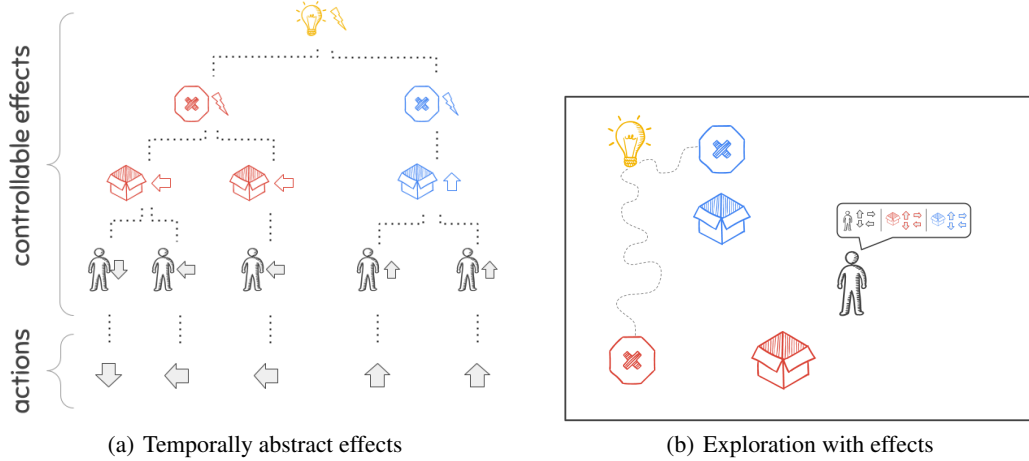 controllable effects
actions
(a) Temporally abstract effects
(b) Exploration with effects